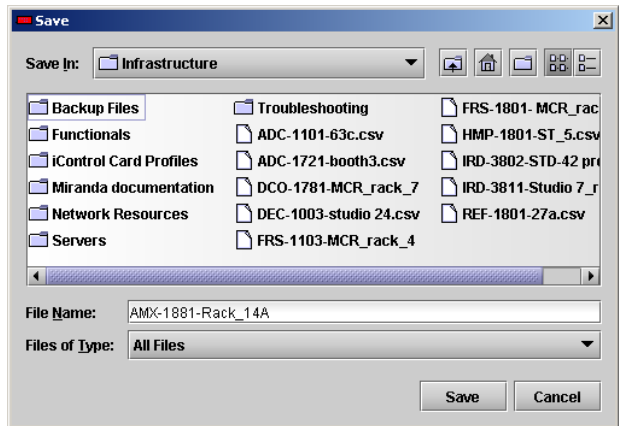 Save
Save In: Infrastructure
Backup Files
Functionals
iControl Card Profiles
Miranda documentation
Network Resources
Servers
Troubleshooting
ADC-1101-63c.csv
ADC-1721-booth3.csv
DCO-1781-MCR_rack_7
DEC-1003-studio 24.csv
FRS-1103-MCR_rack_4
FRS-1801- MCR_rac
HMP-1801-ST_5.csv
IRD-3802-STD-42 pr
IRD-3811-Studio 7_r
REF-1801-27a.csv
File Name: AMX-1881-Rack_14A
Files of Type: All Files
Save Cancel